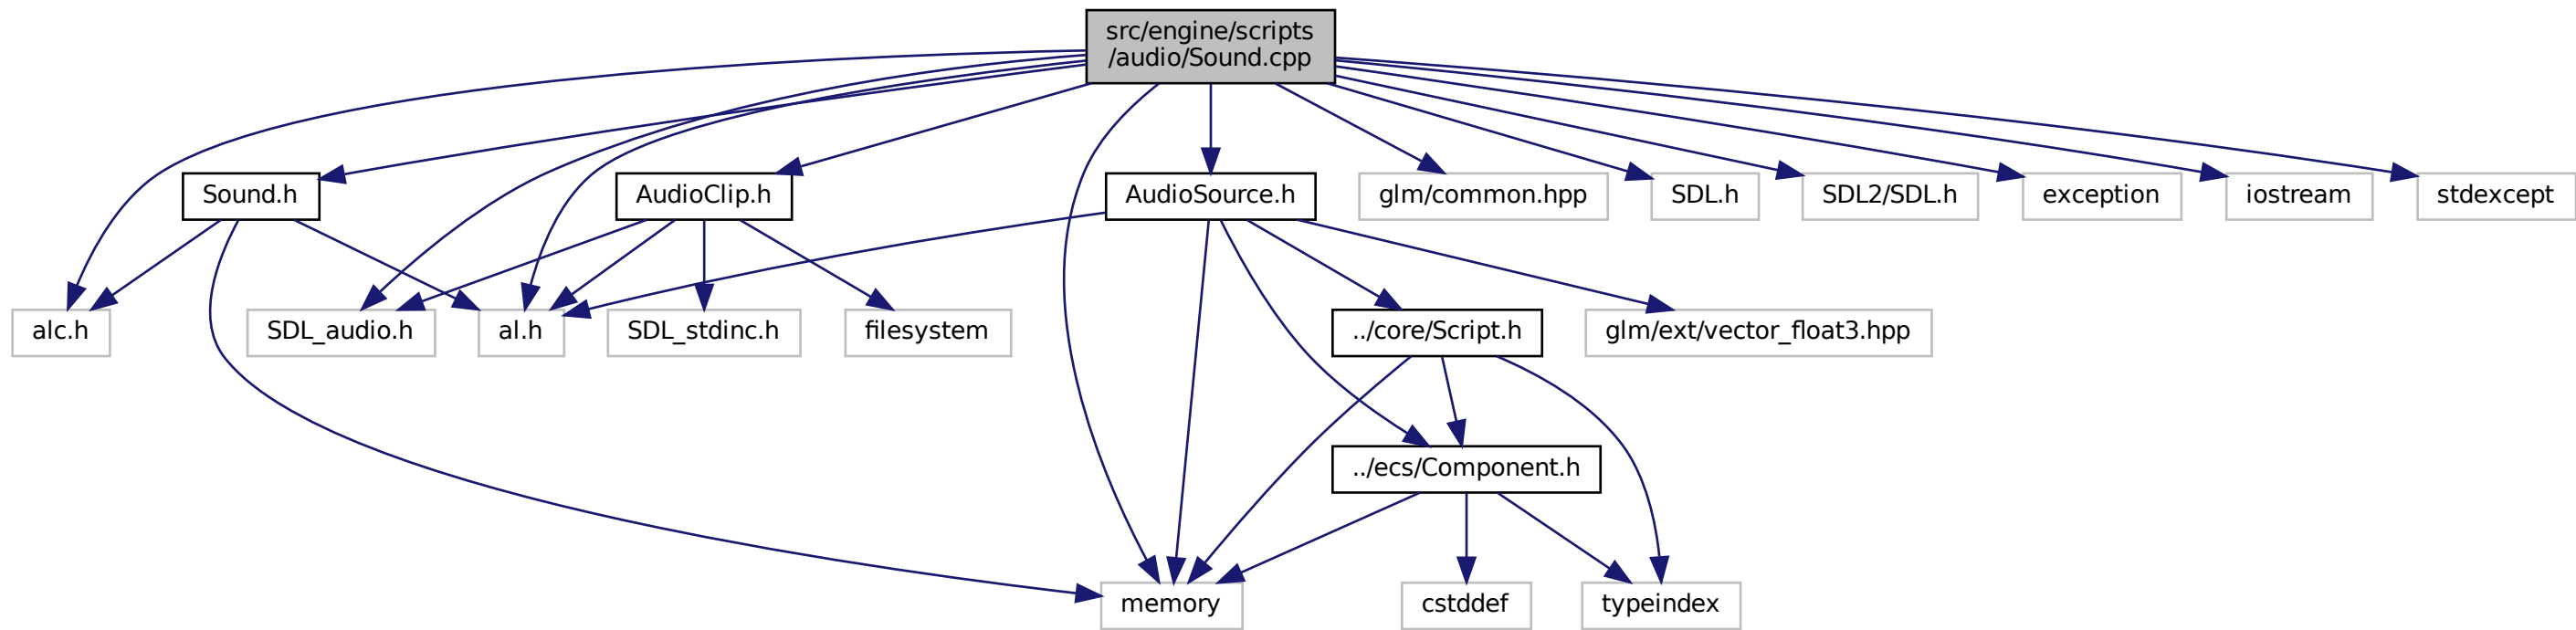 src/engine/scripts
/audio/Sound.cpp
Sound.h
AudioClip.h
AudioSource.h
glm/common.hpp
SDL.h
SDL2/SDL.h
exception
iostream
stdexcept
alc.h
SDL_audio.h
al.h
SDL_stdinc.h
filesystem
../core/Script.h
glm/ext/vector_float3.hpp
../ecs/Component.h
memory
cstddef
typeindex